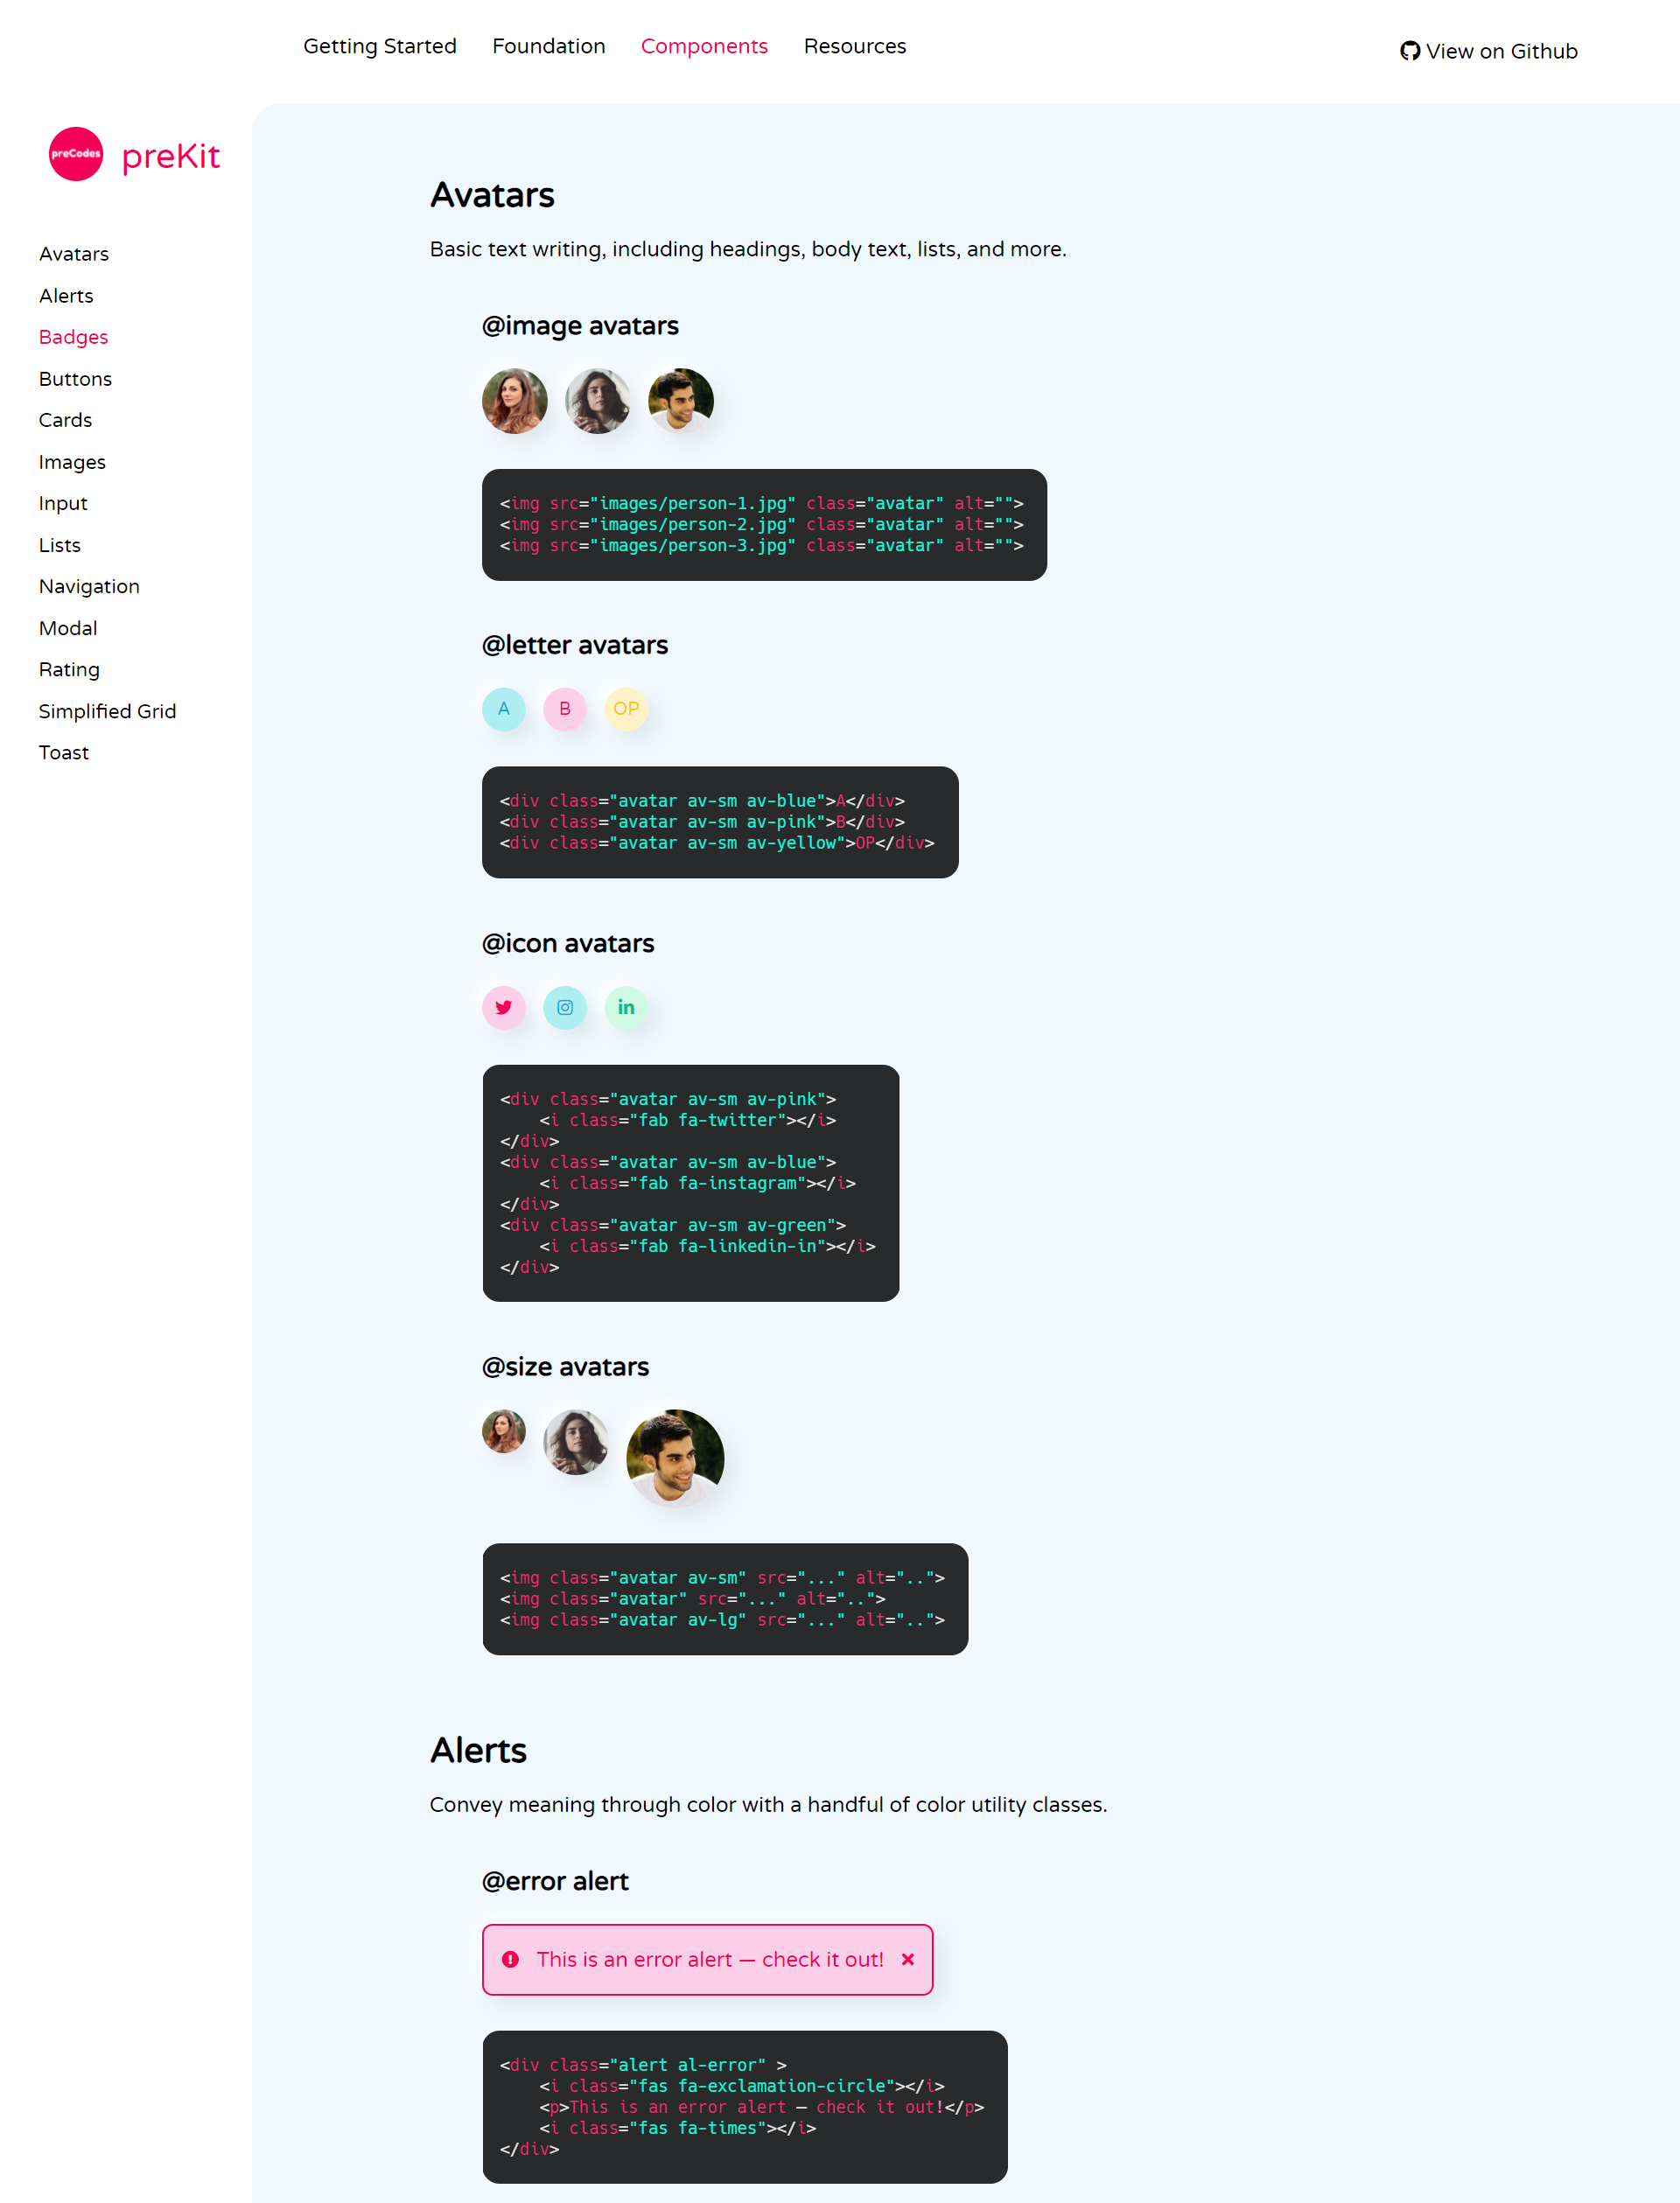 Getting Started Foundation Components Resources View on Github
preCodes preKit
Avatars
Alerts
Badges
Buttons
Cards
Images
Input
Lists
Navigation
Modal
Rating
Simplified Grid
Toast
Avatars
Basic text writing, including headings, body text, lists, and more.
@image avatars
<img src="images/person-1.jpg" class="avatar" alt="">
<img src="images/person-2.jpg" class="avatar" alt="">
<img src="images/person-3.jpg" class="avatar" alt="">
@letter avatars
A B OP
<div class="avatar av-sm av-blue">A</div>
<div class="avatar av-sm av-pink">B</div>
<div class="avatar av-sm av-yellow">OP</div>
@icon avatars
in
<div class="avatar av-sm av-pink">
    <i class="fab fa-twitter"></i>
</div>
<div class="avatar av-sm av-blue">
    <i class="fab fa-instagram"></i>
</div>
<div class="avatar av-sm av-green">
    <i class="fab fa-linkedin-in"></i>
</div>
@size avatars
<img class="avatar av-sm" src="..." alt="..">
<img class="avatar" src="..." alt="..">
<img class="avatar av-lg" src="..." alt="..">
Alerts
Convey meaning through color with a handful of color utility classes.
@error alert
This is an error alert — check it out!
<div class="alert al-error" >
    <i class="fas fa-exclamation-circle"></i>
    <p>This is an error alert — check it out!</p>
    <i class="fas fa-times"></i>
</div>